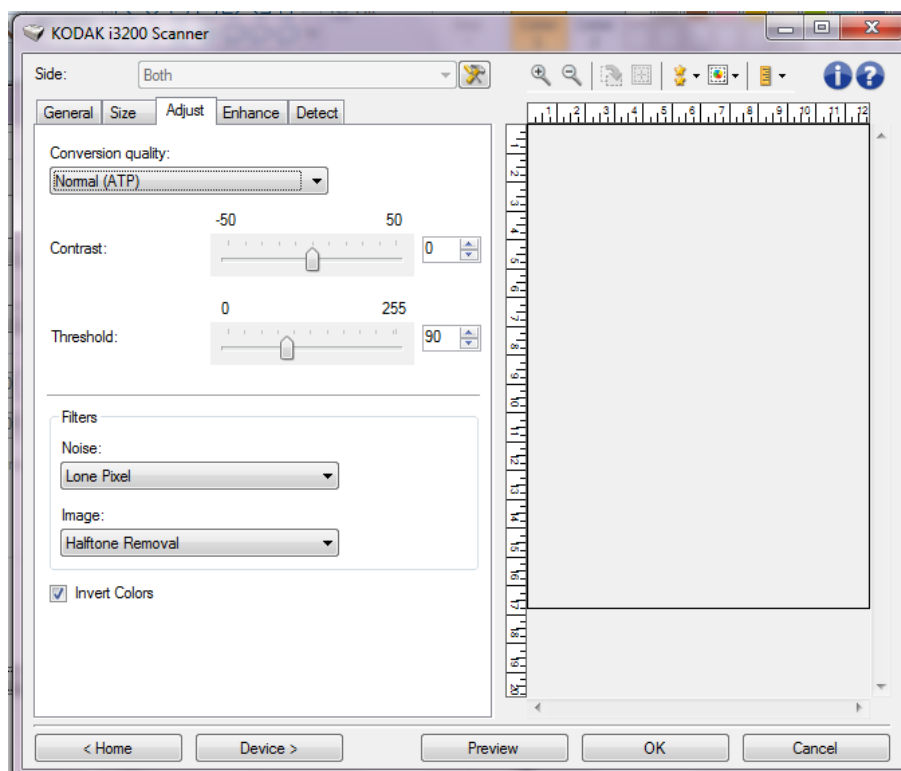 KODAK i3200 Scanner
Side: Both
General Size Adjust Enhance Detect
Conversion quality:
Normal (ATP)
-50 50
Contrast: 0
0 255
Threshold: 90
Filters
Noise:
Lone Pixel
Image:
Halftone Removal
Invert Colors
1 2 3 4 5 6 7 8 9 10 11 12
1
2
3
4
5
6
7
8
9
10
11
12
13
14
15
16
17
18
19
20
< Home Device > Preview OK Cancel